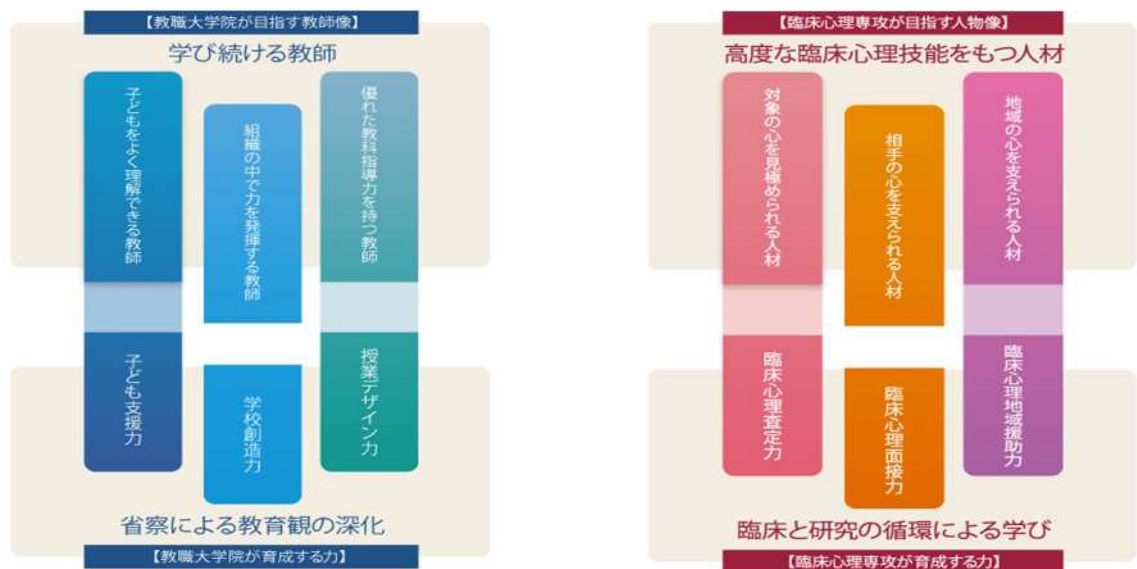 【教職大学院が目指す教師像】
学び続ける教師
子どもをよく理解できる教師
組織の中で力を発揮する教師
優れた教科指導力を持つ教師
子ども支援力
学校創造力
授業デザイン力
省察による教育観の深化
【教職大学院が育成する力】
【臨床心理専攻が目指す人物像】
高度な臨床心理技能をもつ人材
対象の心を見極められる人材
相手の心を支えられる人材
地域の心を支えられる人材
臨床心理査定力
臨床心理面接力
臨床心理地域援助力
臨床と研究の循環による学び
【臨床心理専攻が育成する力】